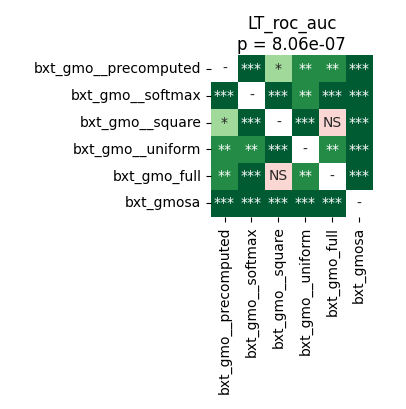 LT_roc_auc
p = 8.06e-07
bxt_gmo__precomputed - *** * ** ** ***
bxt_gmo__softmax *** - *** ** *** ***
bxt_gmo__square * *** - *** NS ***
bxt_gmo__uniform ** ** *** - ** ***
bxt_gmo_full ** *** NS ** - ***
bxt_gmosa *** *** *** *** *** -
bxt_gmo__precomputed
bxt_gmo__softmax
bxt_gmo__square
bxt_gmo__uniform
bxt_gmo_full
bxt_gmosa